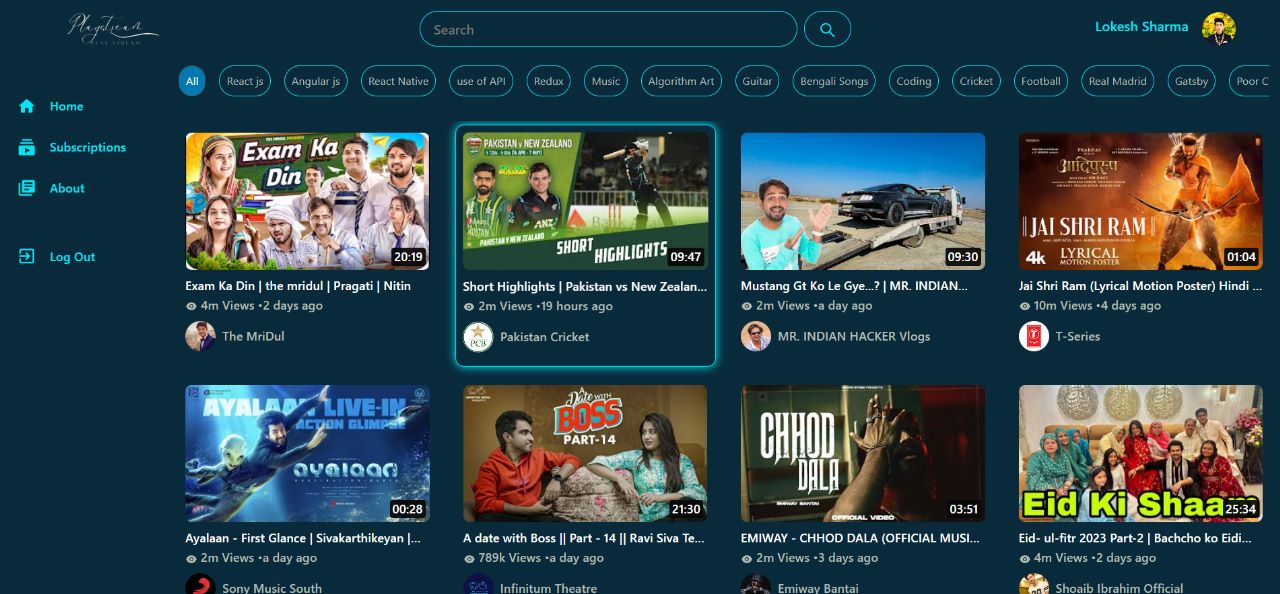 Playstream
PLAY STREAM
Search
Lokesh Sharma
All
React js
Angular js
React Native
use of API
Redux
Music
Algorithm Art
Guitar
Bengali Songs
Coding
Cricket
Football
Real Madrid
Gatsby
Poor C
Home
Subscriptions
About
Log Out
Exam Ka
Din
20:19
Exam Ka Din | the mridul | Pragati | Nitin
4m Views •2 days ago
The MriDul
PAKISTAN V NEW ZEALAND
PAKISTAN V NEW ZEALAND
SHORT
HIGHLIGHTS
09:47
Short Highlights | Pakistan vs New Zealan...
2m Views •19 hours ago
PCB
Pakistan Cricket
09:30
Mustang Gt Ko Le Gye...? | MR. INDIAN...
2m Views •a day ago
MR. INDIAN HACKER Vlogs
PRABHAS
आदिपुरुष
JAI SHRI RAM
4k
LYRICAL
MOTION POSTER
01:04
Jai Shri Ram (Lyrical Motion Poster) Hindi ...
10m Views •4 days ago
T-Series
AYALAAN LIVE-IN
ACTION GLIMPSE
AYALAAN
00:28
Ayalaan - First Glance | Sivakarthikeyan |...
2m Views •a day ago
Sony Music South
A
Date WITH
BOSS
PART-14
21:30
A date with Boss || Part - 14 || Ravi Siva Te...
789k Views •a day ago
Infinitum Theatre
CHHOD
DALA
EMIWAY BANTAI
OFFICIAL VIDEO
03:51
EMIWAY - CHHOD DALA (OFFICIAL MUSI...
2m Views •3 days ago
Emiway Bantai
Eid Ki Shaam
25:34
Eid- ul-fitr 2023 Part-2 | Bachcho ko Eidi...
4m Views •2 days ago
Shoaib Ibrahim Official